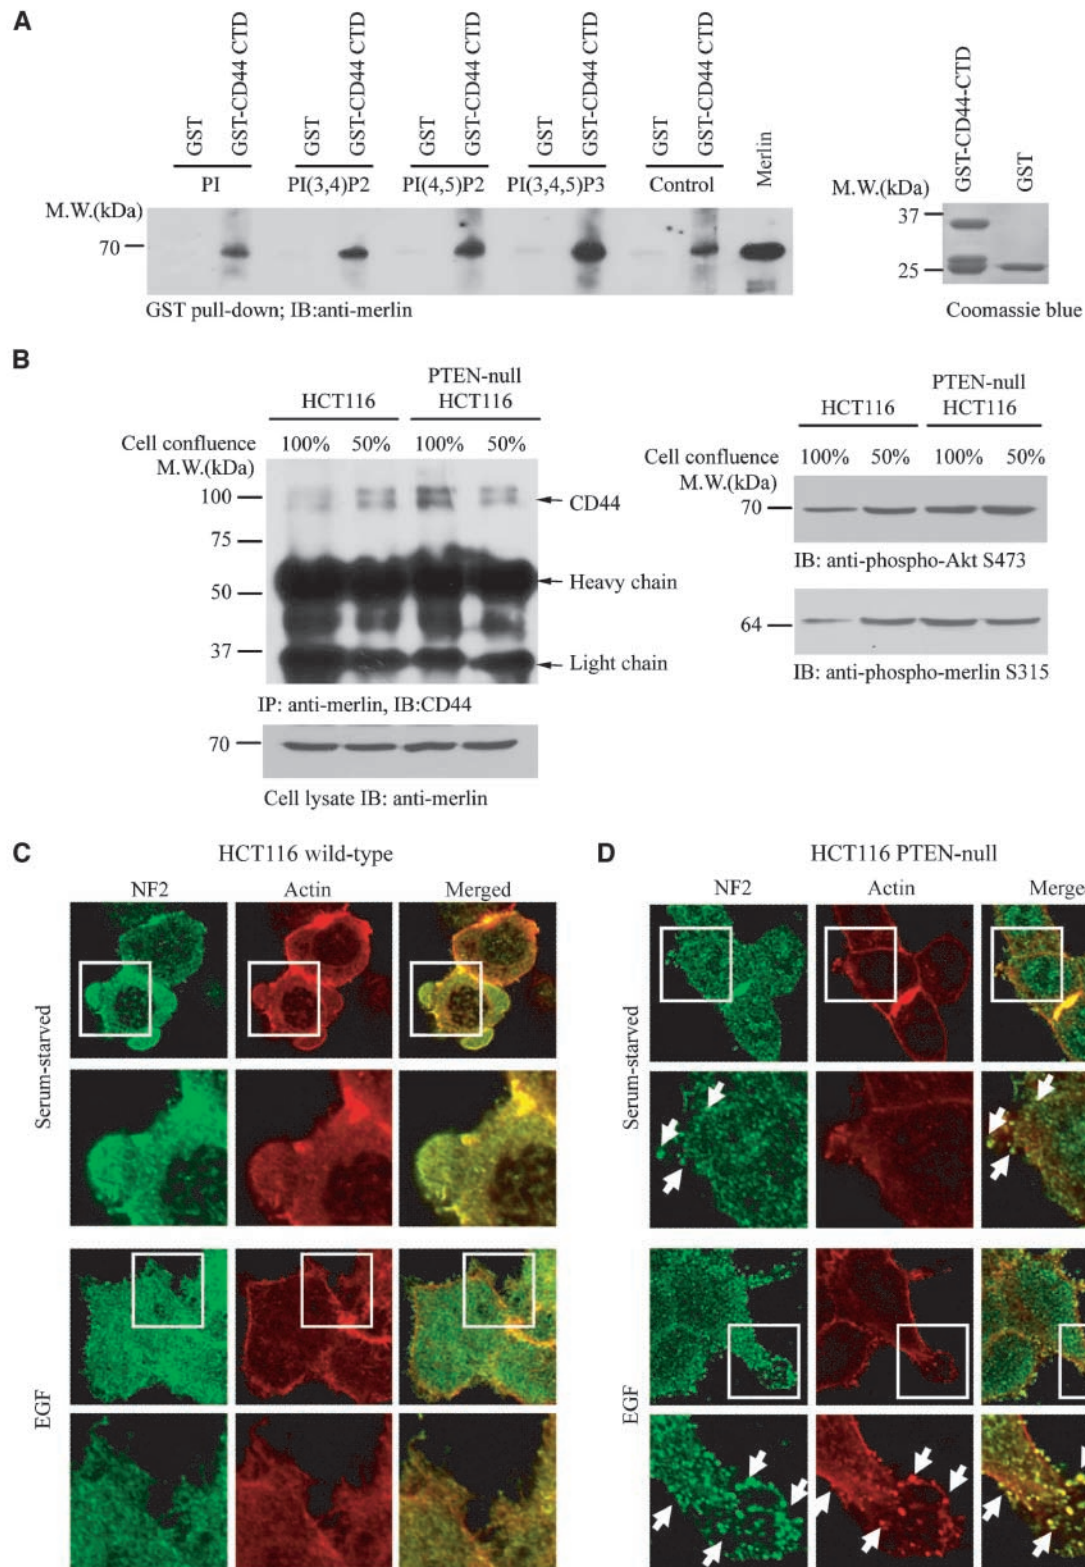 A
GST
GST-CD44 CTD
GST
GST-CD44 CTD
GST
GST-CD44 CTD
GST
GST-CD44 CTD
GST
GST-CD44 CTD
Merlin
PI
PI(3,4)P2
PI(4,5)P2
PI(3,4,5)P3
Control
M.W.(kDa)
70
GST pull-down; IB:anti-merlin
GST-CD44-CTD
GST
M.W.(kDa)
37
25
Coomassie blue
B
HCT116
PTEN-null
HCT116
Cell confluence
100% 50% 100% 50%
M.W.(kDa)
100
75
50
37
CD44
Heavy chain
Light chain
IP: anti-merlin, IB:CD44
70
Cell lysate IB: anti-merlin
HCT116
PTEN-null
HCT116
Cell confluence
100% 50% 100% 50%
M.W.(kDa)
70
IB: anti-phospho-Akt S473
64
IB: anti-phospho-merlin S315
C
HCT116 wild-type
NF2 Actin Merged
Serum-starved
EGF
D
HCT116 PTEN-null
NF2 Actin Merge
Serum-starved
EGF